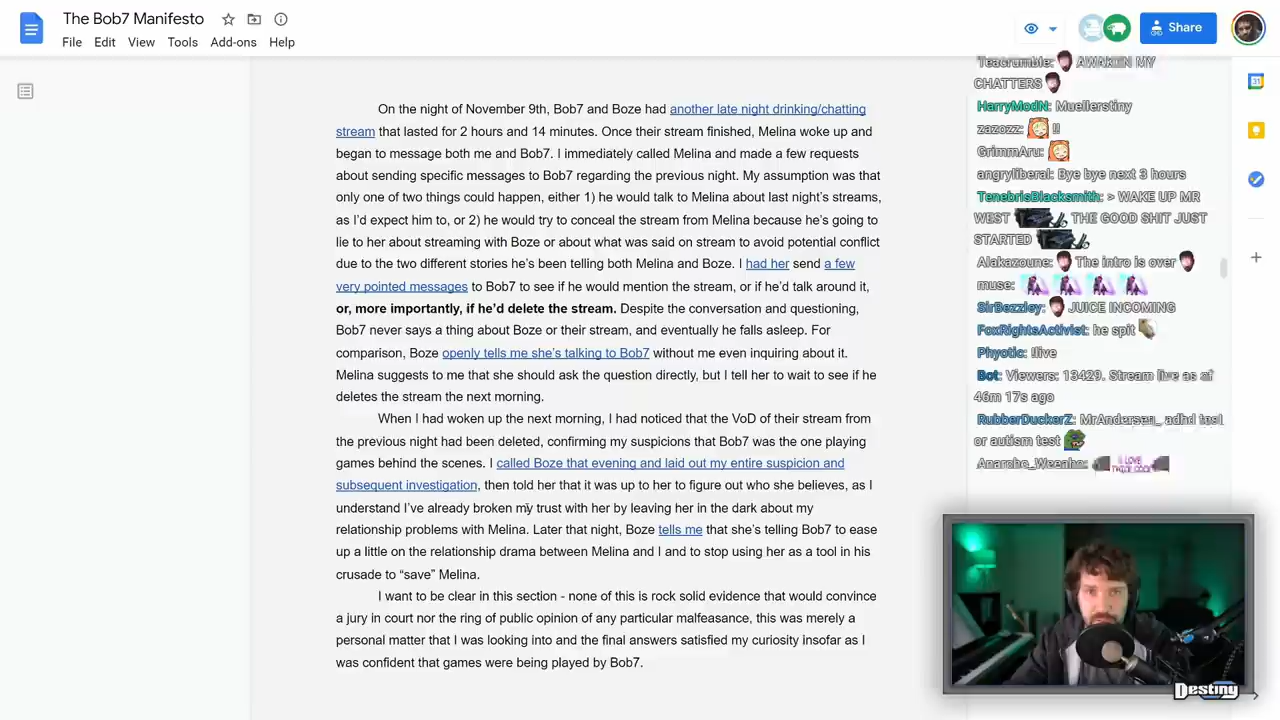 The Bob7 Manifesto
File Edit View Tools Add-ons Help
Share
On the night of November 9th, Bob7 and Boze had another late night drinking/chatting
stream that lasted for 2 hours and 14 minutes. Once their stream finished, Melina woke up and
began to message both me and Bob7. I immediately called Melina and made a few requests
about sending specific messages to Bob7 regarding the previous night. My assumption was that
only one of two things could happen, either 1) he would talk to Melina about last night's streams,
as I'd expect him to, or 2) he would try to conceal the stream from Melina because he's going to
lie to her about streaming with Boze or about what was said on stream to avoid potential conflict
due to the two different stories he's been telling both Melina and Boze. I had her send a few
very pointed messages to Bob7 to see if he would mention the stream, or if he'd talk around it,
or, more importantly, if he'd delete the stream. Despite the conversation and questioning,
Bob7 never says a thing about Boze or their stream, and eventually he falls asleep. For
comparison, Boze openly tells me she's talking to Bob7 without me even inquiring about it.
Melina suggests to me that she should ask the question directly, but I tell her to wait to see if he
deletes the stream the next morning.
When I had woken up the next morning, I had noticed that the VoD of their stream from
the previous night had been deleted, confirming my suspicions that Bob7 was the one playing
games behind the scenes. I called Boze that evening and laid out my entire suspicion and
subsequent investigation, then told her that it was up to her to figure out who she believes, as I
understand I've already broken my trust with her by leaving her in the dark about my
relationship problems with Melina. Later that night, Boze tells me that she's telling Bob7 to ease
up a little on the relationship drama between Melina and I and to stop using her as a tool in his
crusade to "save" Melina.
I want to be clear in this section - none of this is rock solid evidence that would convince
a jury in court nor the ring of public opinion of any particular malfeasance, this was merely a
personal matter that I was looking into and the final answers satisfied my curiosity insofar as I
was confident that games were being played by Bob7.
Teacrumble: AWAKEN MY
CHATTERS
HarryModN: Muellerstiny
zazozz: !!
GrimmAru:
angryliberal: Bye bye next 3 hours
TenebrisBlacksmith: > WAKE UP MR
WEST THE GOOD SHIT JUST
STARTED
Alakazoune: The intro is over
muse:
SirBezzley: JUICE INCOMING
FoxRightsActivist: he spit
Phyotic: !live
Bot: Viewers: 13429. Stream live as of
46m 17s ago
RubberDuckerZ: MrAndersen_ adhd test
or autism test
31
Destiny